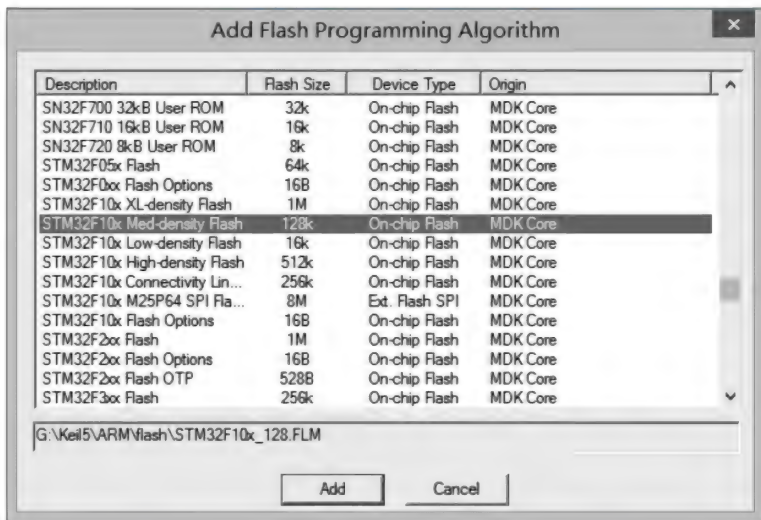 Add Flash Programming Algorithm
Description Flash Size Device Type Origin
SN32F700 32kB User ROM 32k On-chip Flash MDK Core
SN32F710 16kB User ROM 16k On-chip Flash MDK Core
SN32F720 8kB User ROM 8k On-chip Flash MDK Core
STM32F05x Flash 64k On-chip Flash MDK Core
STM32F0xx Flash Options 16B On-chip Flash MDK Core
STM32F10x XL-density Flash 1M On-chip Flash MDK Core
STM32F10x Med-density Flash 128k On-chip Flash MDK Core
STM32F10x Low-density Flash 16k On-chip Flash MDK Core
STM32F10x High-density Flash 512k On-chip Flash MDK Core
STM32F10x Connectivity Lin... 256k On-chip Flash MDK Core
STM32F10x M25P64 SPI Fla... 8M Ext. Flash SPI MDK Core
STM32F10x Flash Options 16B On-chip Flash MDK Core
STM32F2xx Flash 1M On-chip Flash MDK Core
STM32F2xx Flash Options 16B On-chip Flash MDK Core
STM32F2xx Flash OTP 528B On-chip Flash MDK Core
STM32F3xx Flash 256k On-chip Flash MDK Core
G:\Keil5\ARM\flash\STM32F10x_128.FLM
Add Cancel